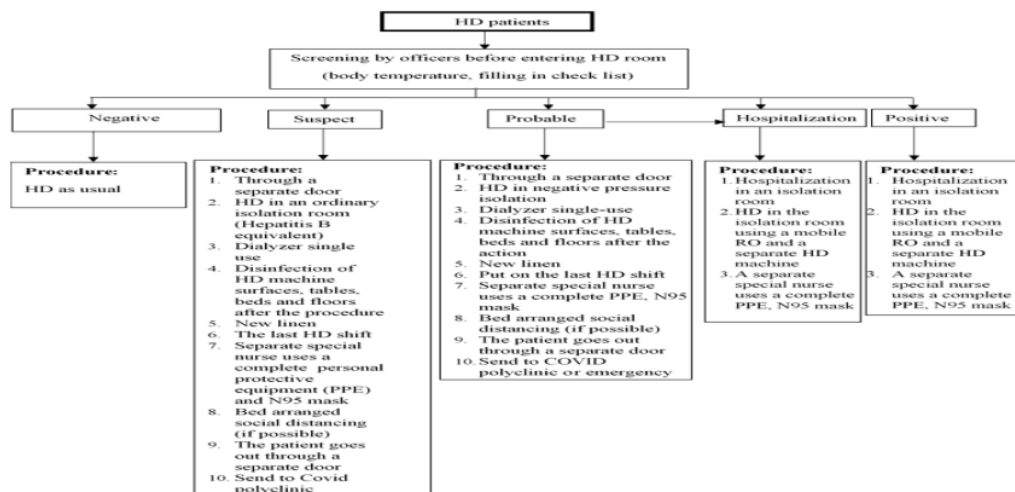 HD patients
Screening by officers before entering HD room
(body temperature, filling in check list)
Negative
Suspect
Probable
Hospitalization
Positive
Procedure:
HD as usual
Procedure:
1. Through a
separate door
2. HD in an ordinary
isolation room
(Hepatitis B
equivalent)
3. Dialyzer single
use
4. Disinfection of
HD machine
surfaces, tables,
beds and floors
after the procedure
5. New linen
6. The last HD shift
7. Separate special
nurse uses a
complete personal
protective
equipment (PPE)
and N95 mask
8. Bed arranged
social distancing
(if possible)
9. The patient goes
out through a
separate door
10. Send to Covid
polyclinic
Procedure:
1. Through a separate door
2. HD in negative pressure
isolation
3. Dialyzer single-use
4. Disinfection of HD
machine surfaces, tables,
beds and floors after the
action
5. New linen
6. Put on the last HD shift
7. Separate special nurse
uses a complete PPE, N95
mask
8. Bed arranged social
distancing (if possible)
9. The patient goes out
through a separate door
10. Send to COVID
polyclinic or emergency
Procedure:
1. Hospitalization
in an isolation
room
2. HD in the
isolation room
using a mobile
RO and a
separate HD
machine
3. A separate
special nurse
uses a complete
PPE, N95 mask
Procedure:
1. Hospitalization
in an isolation
room
2. HD in the
isolation room
using a mobile
RO and a
separate HD
machine
3. A separate
special nurse
uses a complete
PPE, N95 mask